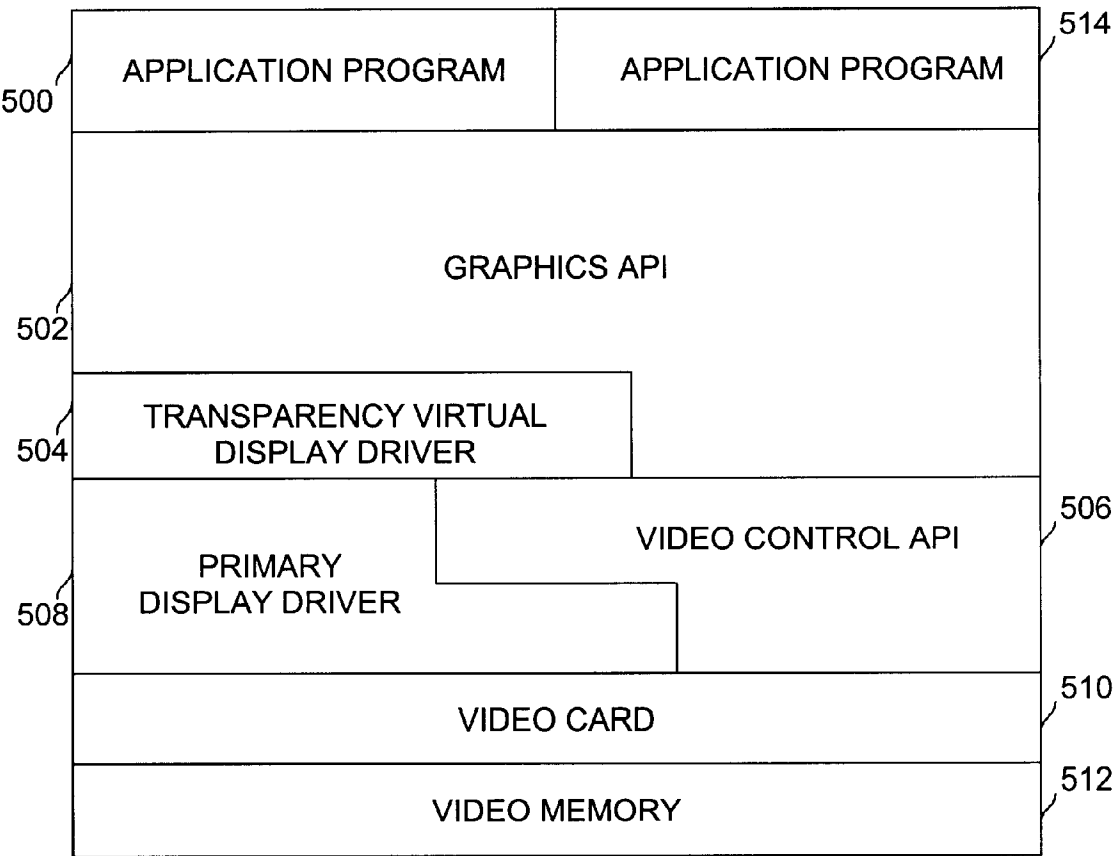 APPLICATION PROGRAM
APPLICATION PROGRAM
514
500
GRAPHICS API
502
TRANSPARENCY VIRTUAL
DISPLAY DRIVER
504
506
VIDEO CONTROL API
PRIMARY
DISPLAY DRIVER
508
510
VIDEO CARD
512
VIDEO MEMORY